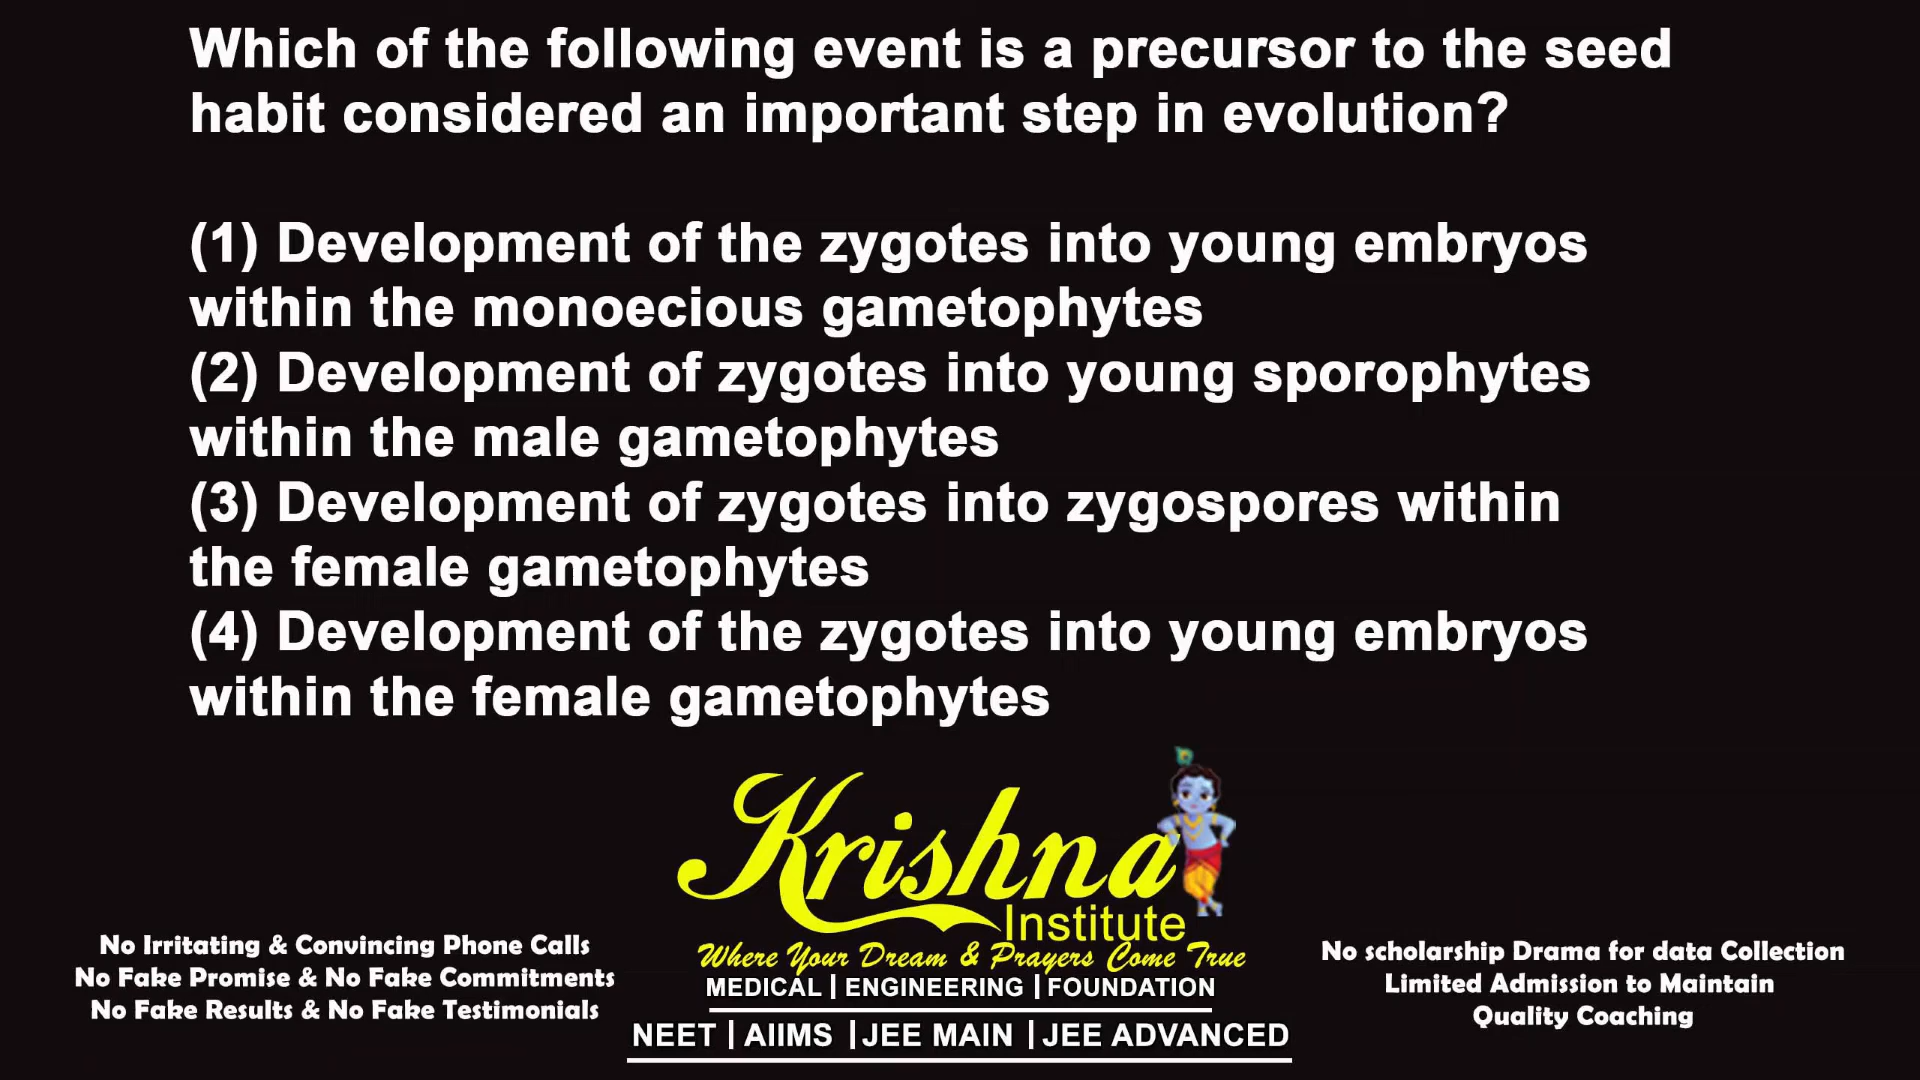 Which of the following event is a precursor to the seed
habit considered an important step in evolution?
(1) Development of the zygotes into young embryos
within the monoecious gametophytes
(2) Development of zygotes into young sporophytes
within the male gametophytes
(3) Development of zygotes into zygospores within
the female gametophytes
(4) Development of the zygotes into young embryos
within the female gametophytes
Krishna
Institute
Where Your Dream & Prayers Come True
MEDICAL | ENGINEERING | FOUNDATION
NEET | AIIMS | JEE MAIN | JEE ADVANCED
No Irritating & Convincing Phone Calls
No Fake Promise & No Fake Commitments
No Fake Results & No Fake Testimonials
No scholarship Drama for data Collection
Limited Admission to Maintain
Quality Coaching